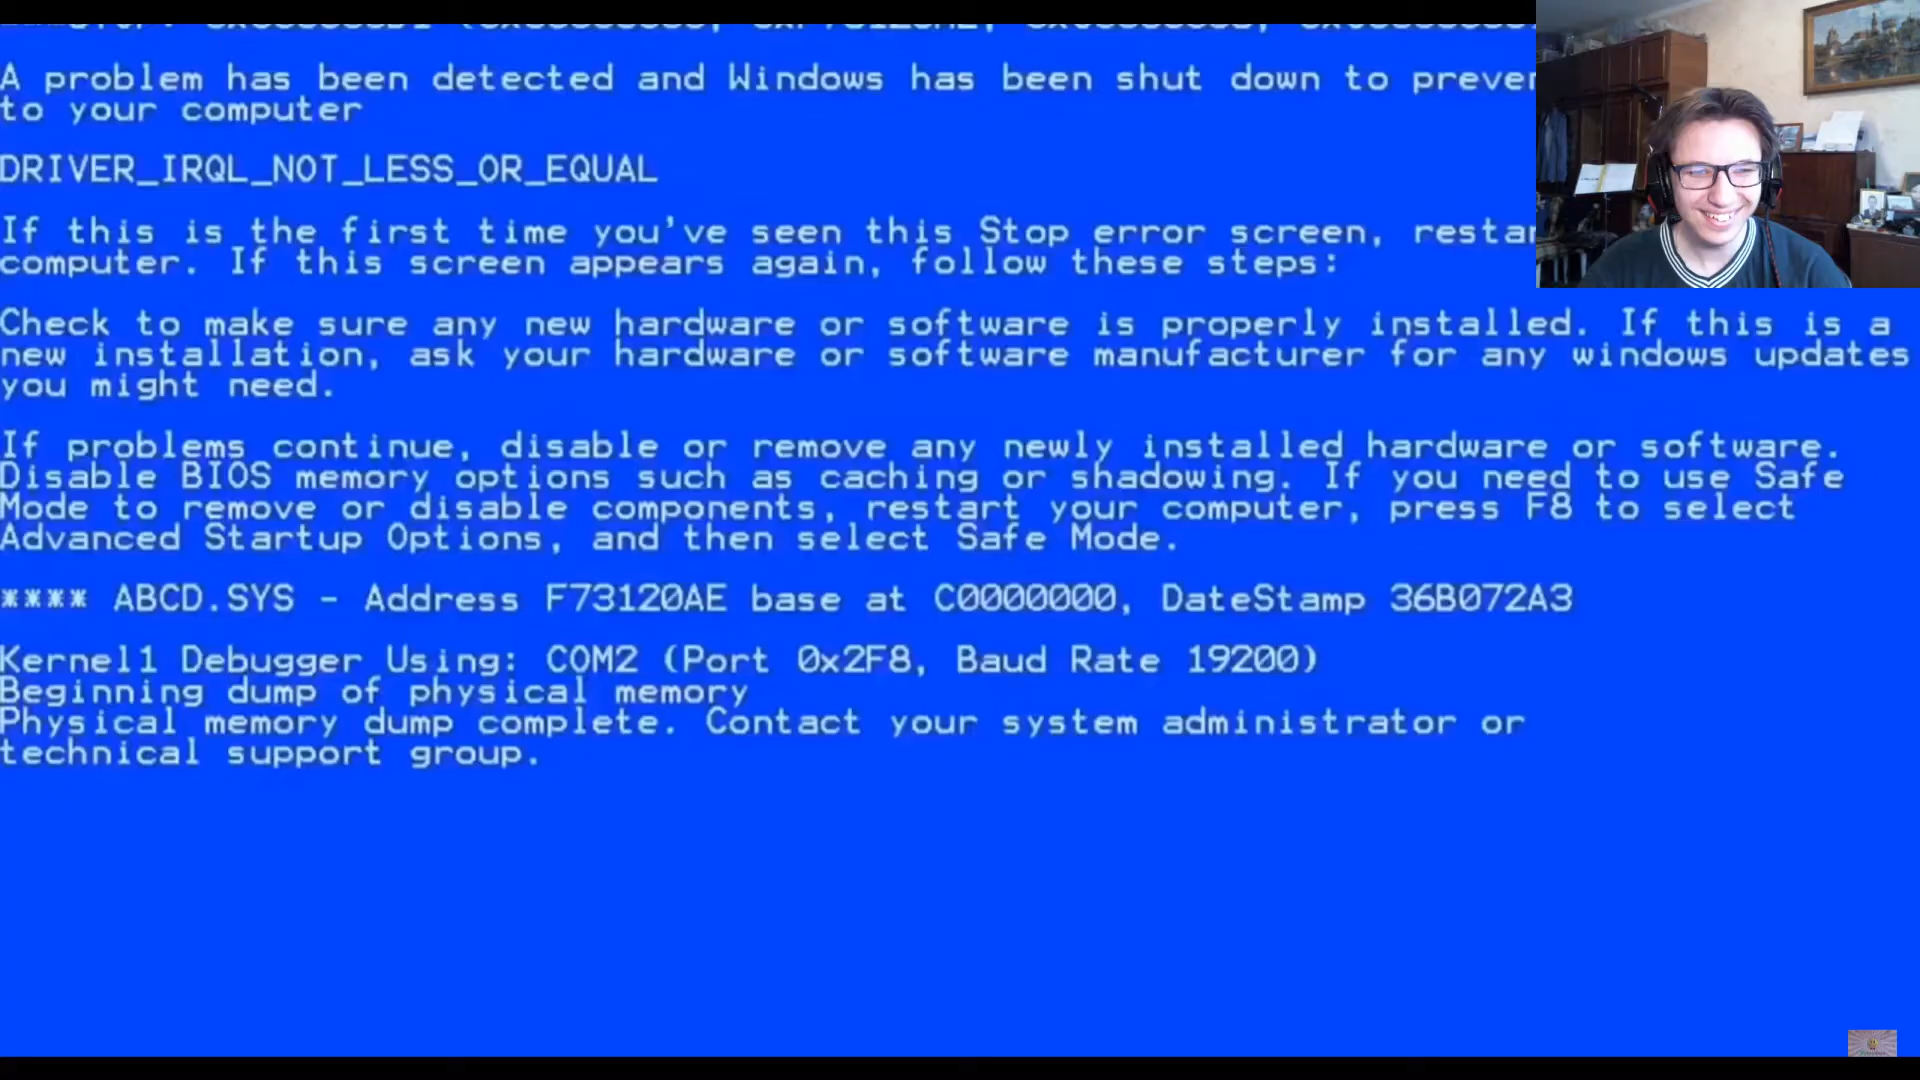 A problem has been detected and Windows has been shut down to
to your computer
DRIVER_IRQL_NOT_LESS_OR_EQUAL
If this is the first time you've seen this Stop error screen,
computer. If this screen appears again, follow these steps:
Check to make sure any new hardware or software is properly installed. If this is a
new installation, ask your hardware or software manufacturer for any windows updates
you might need.
If problems continue, disable or remove any newly installed hardware or software.
Disable BIOS memory options such as caching or shadowing. If you need to use Safe
Mode to remove or disable components, restart your computer, press F8 to select
Advanced Startup Options, and then select Safe Mode.
**** ABCD.SYS - Address F73120AE base at C0000000, DateStamp 36B072A3
Kernel1 Debugger Using: COM2 (Port 0x2F8, Baud Rate 19200)
Beginning dump of physical memory
Physical memory dump complete. Contact your system administrator or
technical support group.